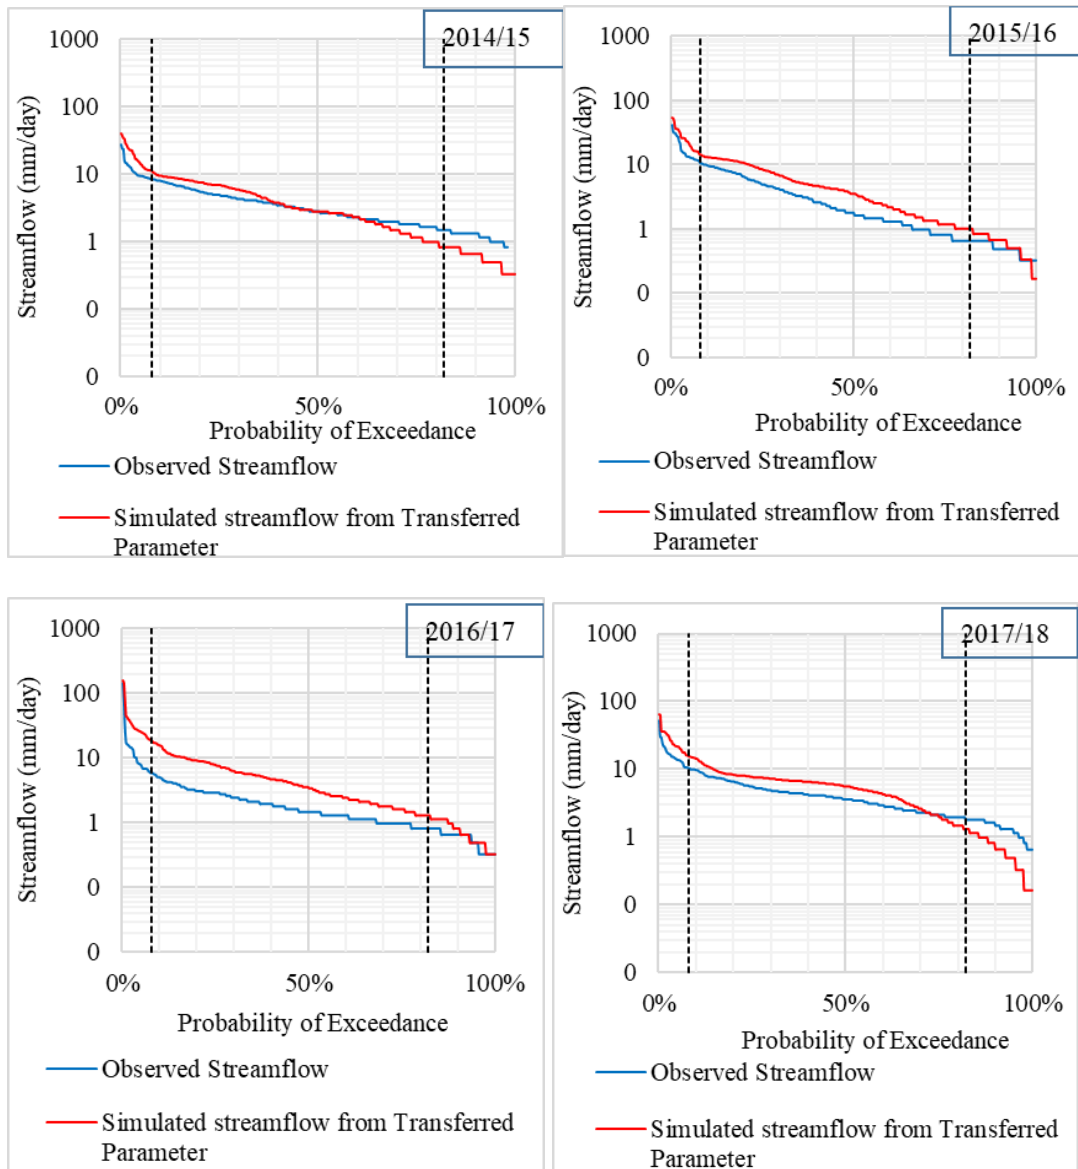 2014/15
1000
100
10
1
0
0
Streamflow (mm/day)
0%
50%
100%
Probability of Exceedance
Observed Streamflow
Simulated streamflow from Transferred
Parameter
2015/16
1000
100
10
1
0
0
Streamflow (mm/day)
0%
50%
100%
Probability of Exceedance
Observed Streamflow
Simulated streamflow from Transferred
Parameter
2016/17
1000
100
10
1
0
0
Streamflow (mm/day)
0%
50%
100%
Probability of Exceedance
Observed Streamflow
Simulated streamflow from Transferred
Parameter
2017/18
1000
100
10
1
0
0
Streamflow (mm/day)
0%
50%
100%
Probability of Exceedance
Observed Streamflow
Simulated streamflow from Transferred
Parameter